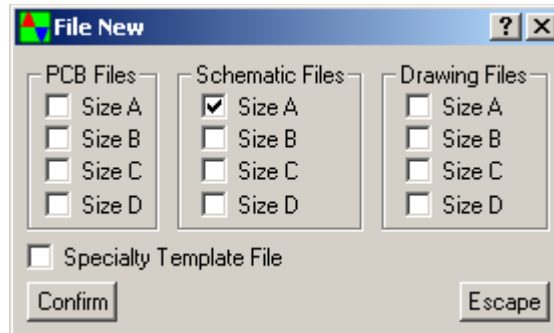 File New
PCB Files
Size A
Size B
Size C
Size D
Schematic Files
Size A
Size B
Size C
Size D
Drawing Files
Size A
Size B
Size C
Size D
Specialty Template File
Confirm
Escape